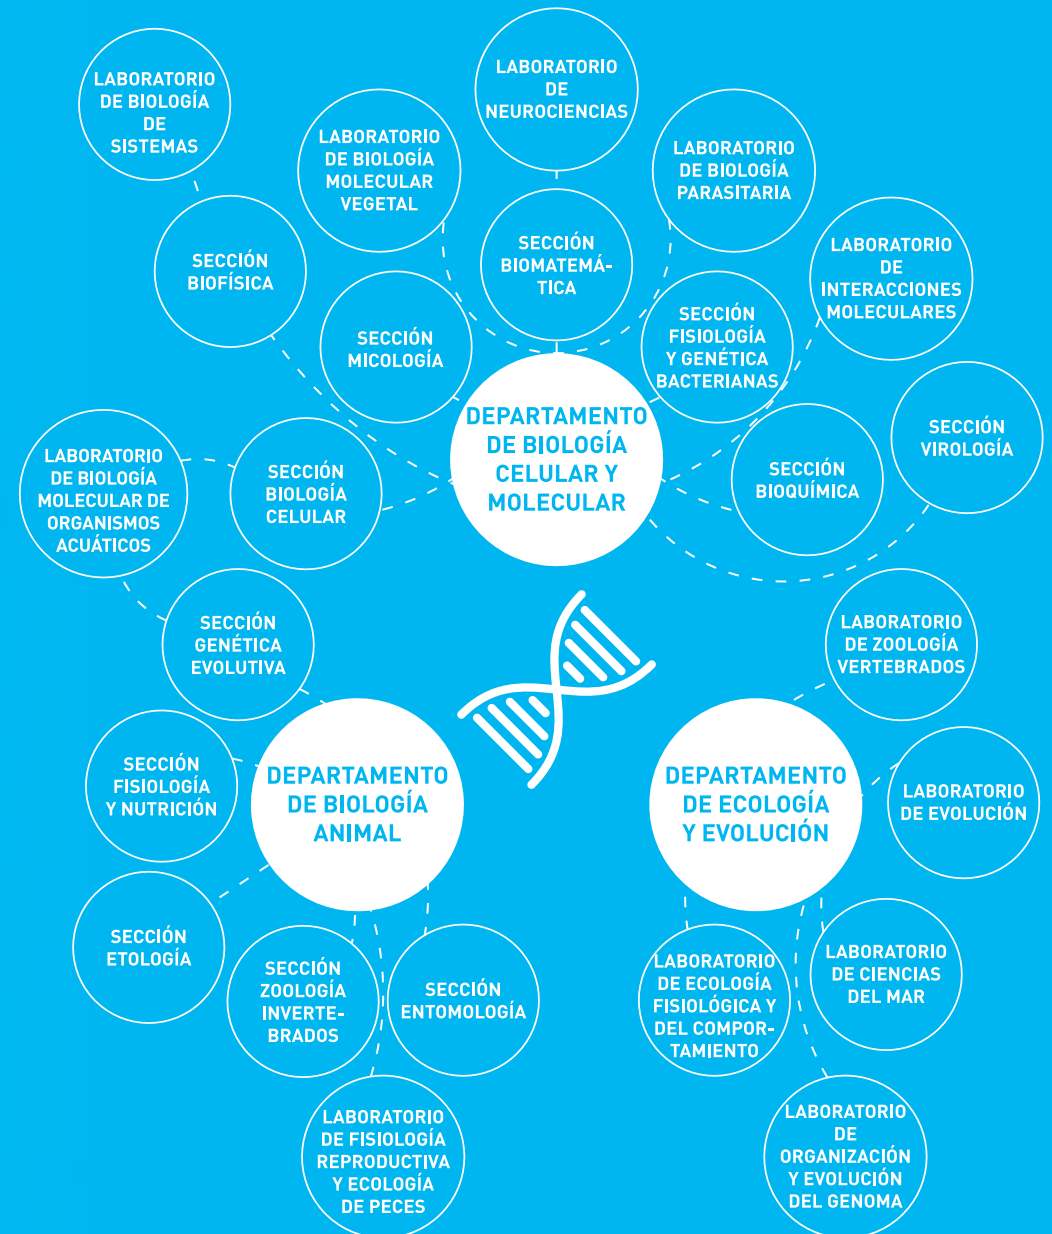 LABORATORIO
DE
NEUROCIENCIAS
LABORATORIO
DE BIOLOGÍA
DE
SISTEMAS
LABORATORIO
DE BIOLOGÍA
MOLECULAR
VEGETAL
LABORATORIO
DE BIOLOGÍA
PARASITARIA
SECCIÓN
BIOFÍSICA
SECCIÓN
BIOMATEMÁ-
TICA
LABORATORIO
DE
INTERACCIONES
MOLECULARES
SECCIÓN
MICOLOGÍA
SECCIÓN
FISIOLOGÍA
Y GENÉTICA
BACTERIANAS
DEPARTAMENTO
DE BIOLOGÍA
CELULAR Y
MOLECULAR
SECCIÓN
VIROLOGÍA
LABORATORIO
DE BIOLOGÍA
MOLECULAR DE
ORGANISMOS
ACUÁTICOS
SECCIÓN
BIOLOGÍA
CELULAR
SECCIÓN
BIOQUÍMICA
SECCIÓN
GENÉTICA
EVOLUTIVA
LABORATORIO
DE ZOOLOGÍA
VERTEBRADOS
SECCIÓN
FISIOLOGÍA
Y NUTRICIÓN
DEPARTAMENTO
DE BIOLOGÍA
ANIMAL
DEPARTAMENTO
DE ECOLOGÍA
Y EVOLUCIÓN
LABORATORIO
DE EVOLUCIÓN
SECCIÓN
ETOLOGÍA
SECCIÓN
ZOOLOGÍA
INVERTE-
BRADOS
SECCIÓN
ENTOMOLOGÍA
LABORATORIO
DE ECOLOGÍA
FISIOLÓGICA Y
DEL COMPOR-
TAMIENTO
LABORATORIO
DE CIENCIAS
DEL MAR
LABORATORIO
DE FISIOLOGÍA
REPRODUCTIVA
Y ECOLOGÍA
DE PECES
LABORATORIO
DE
ORGANIZACIÓN
Y EVOLUCIÓN
DEL GENOMA